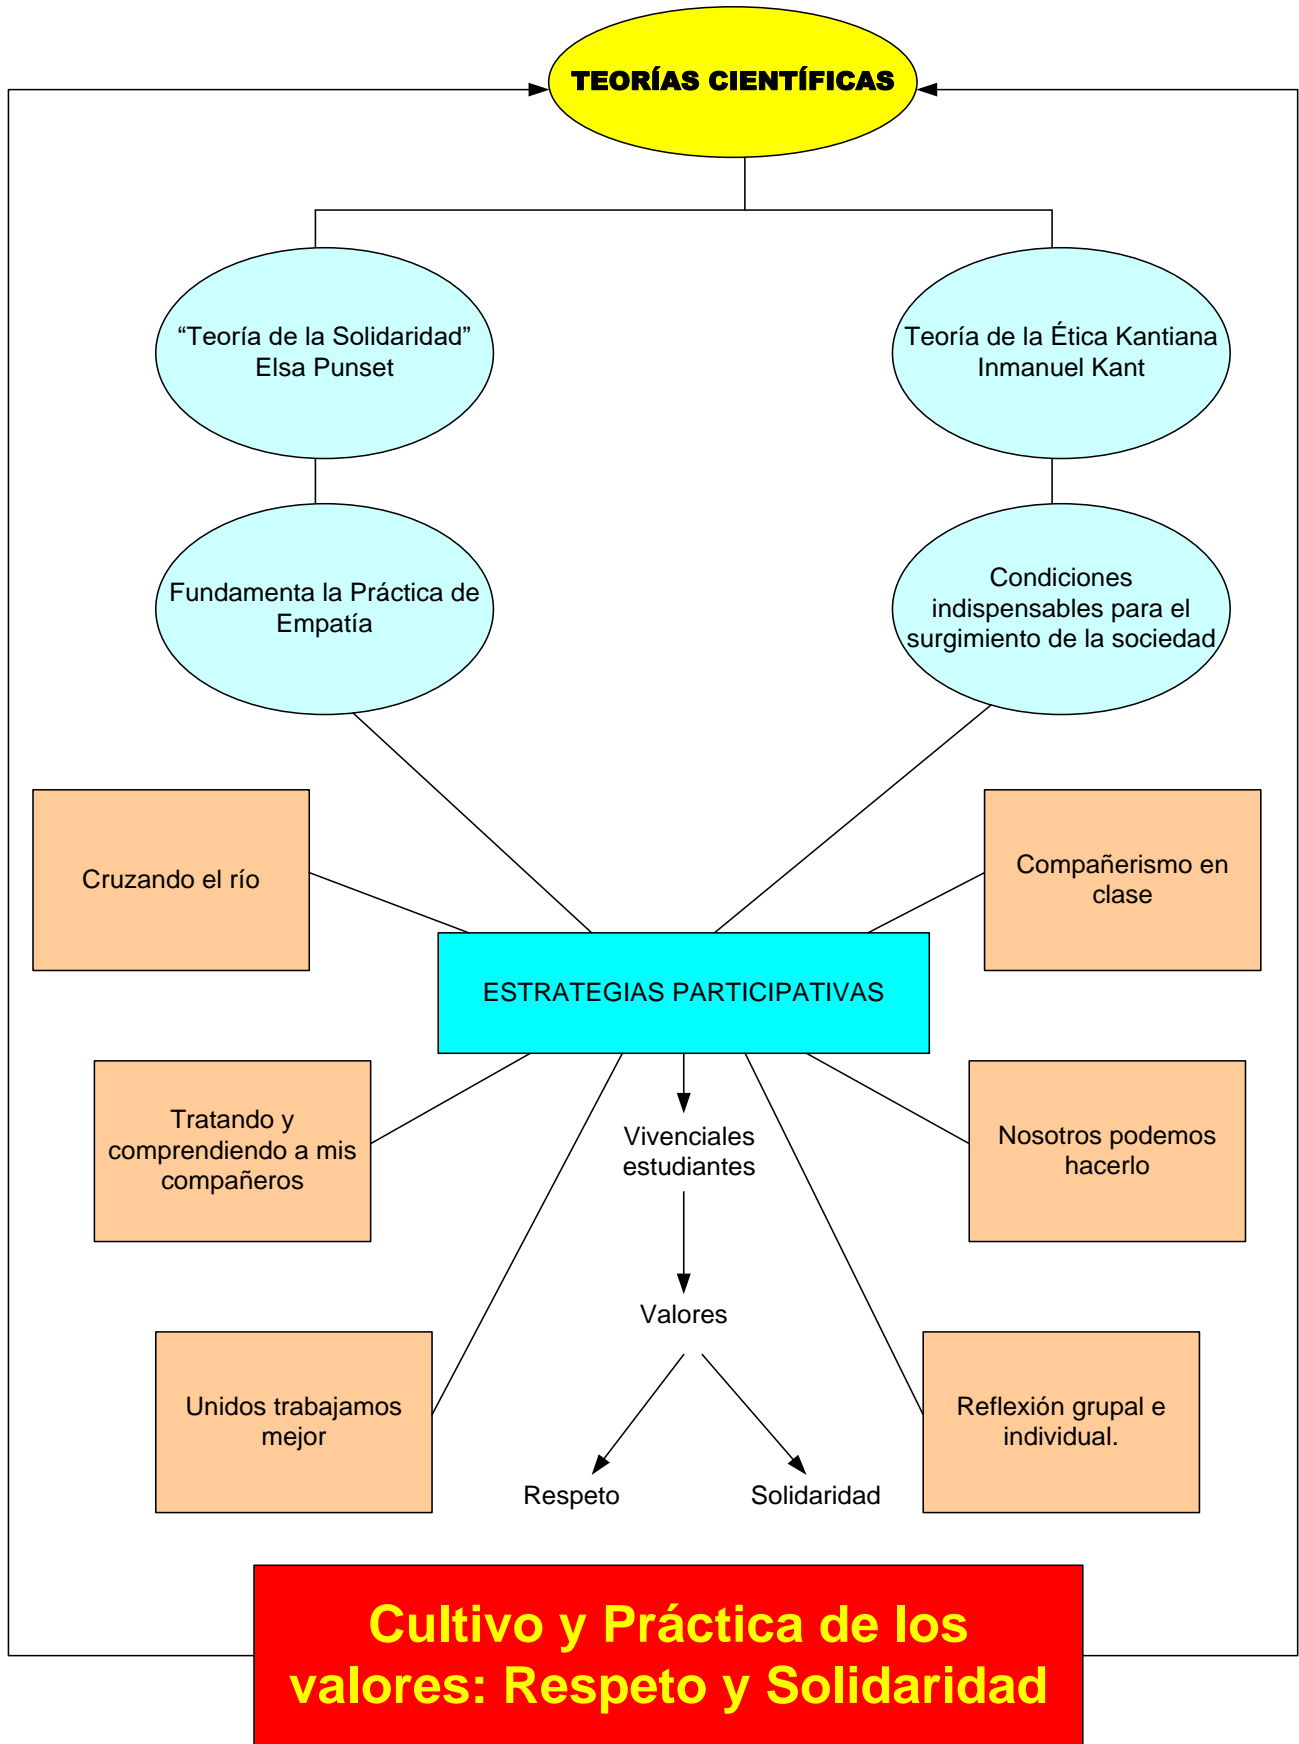 TEORÍAS CIENTÍFICAS
“Teoría de la Solidaridad”
Elsa Punset
Teoría de la Ética Kantiana
Inmanuel Kant
Fundamenta la Práctica de
Empatía
Condiciones
indispensables para el
surgimiento de la sociedad
Cruzando el río
Compañerismo en
clase
ESTRATEGIAS PARTICIPATIVAS
Tratando y
comprendiendo a mis
compañeros
Vivenciales
estudiantes
Nosotros podemos
hacerlo
Valores
Unidos trabajamos
mejor
Reflexión grupal e
individual.
Respeto
Solidaridad
Cultivo y Práctica de los
valores: Respeto y Solidaridad